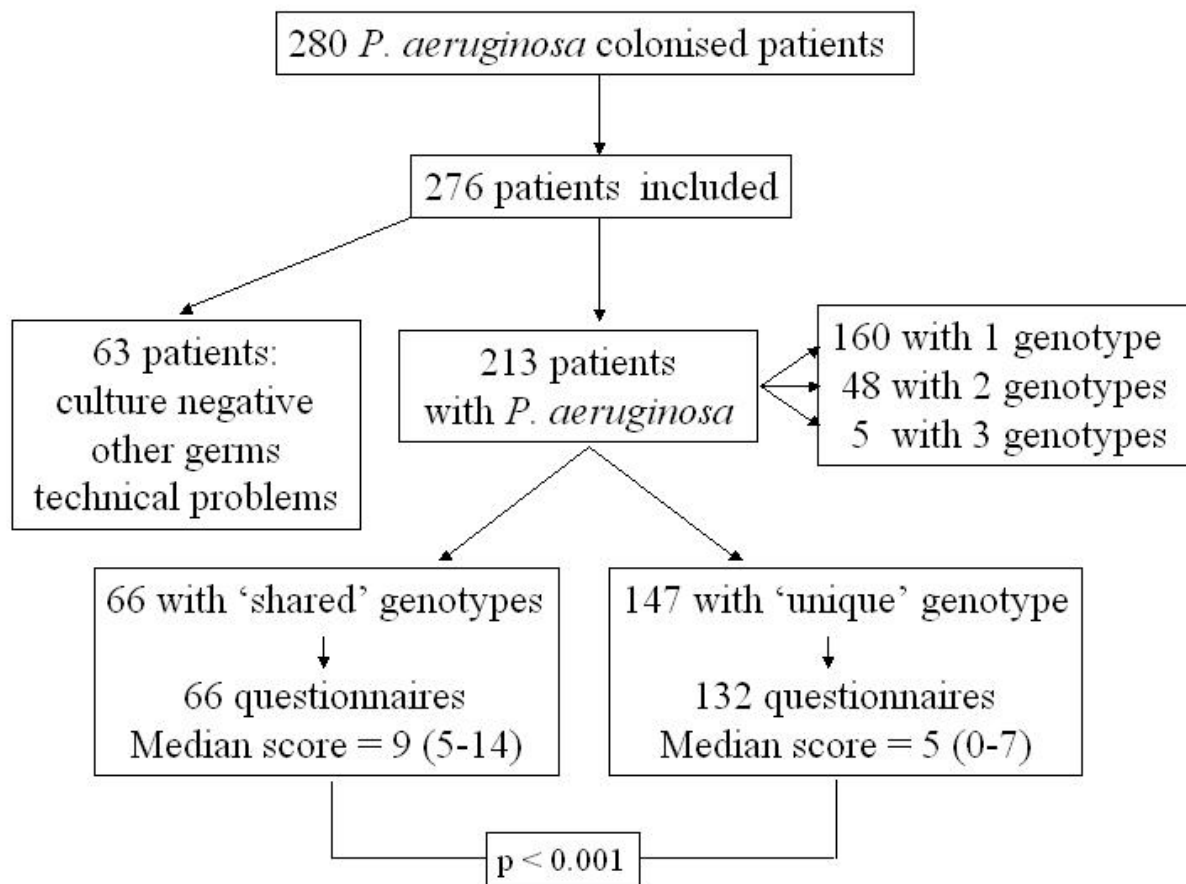 280 P. aeruginosa colonised patients
276 patients included
63 patients:
culture negative
other germs
technical problems
213 patients
with P. aeruginosa
160 with 1 genotype
48 with 2 genotypes
5 with 3 genotypes
66 with ‘shared’ genotypes
66 questionnaires
Median score = 9 (5-14)
147 with ‘unique’ genotype
132 questionnaires
Median score = 5 (0-7)
p < 0.001